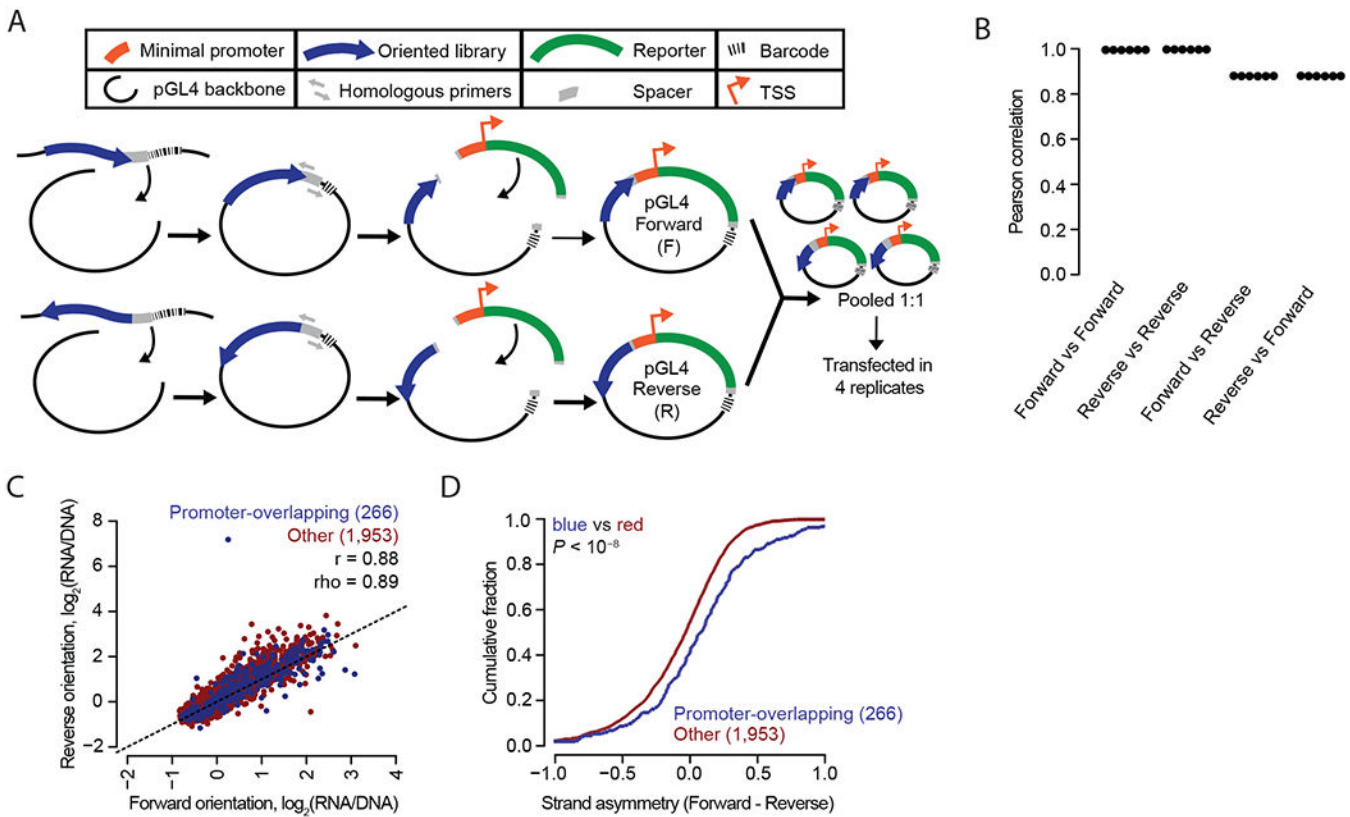 A
Minimal promoter
Oriented library
Reporter
Barcode
pGL4 backbone
Homologous primers
Spacer
TSS
pGL4
Forward
(F)
pGL4
Reverse
(R)
Pooled 1:1
Transfected in
4 replicates
B
Pearson correlation
1.0
0.8
0.6
0.4
0.2
0.0
Forward vs Forward
Reverse vs Reverse
Forward vs Reverse
Reverse vs Forward
C
Reverse orientation, log₂(RNA/DNA)
8
6
4
2
0
−2
Promoter-overlapping (266)
Other (1,953)
r = 0.88
rho = 0.89
−2
−1
0
1
2
3
4
Forward orientation, log₂(RNA/DNA)
D
Cumulative fraction
1.0
0.8
0.6
0.4
0.2
0.0
blue vs red
P < 10⁻⁸
Promoter-overlapping (266)
Other (1,953)
−1.0
−0.5
0.0
0.5
1.0
Strand asymmetry (Forward - Reverse)